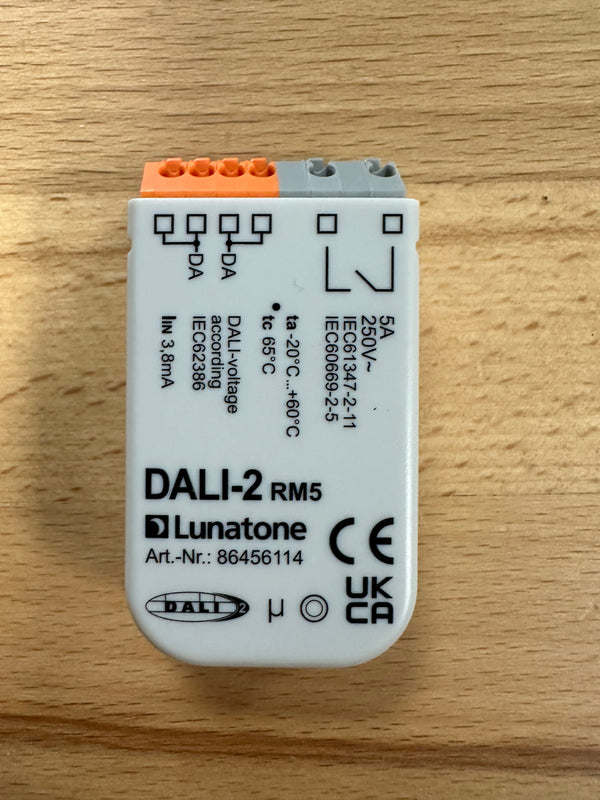 DA
DA
5A
250V~
IEC61347-2-11
IEC60669-2-5
ta -20°C...+60°C
tc 65°C
DALI-voltage
according
IEC62386
IIN 3,8mA
DALI-2 RM5
Lunatone
Art.-Nr.: 86456114
CE
DALI 2
µ
UK
CA